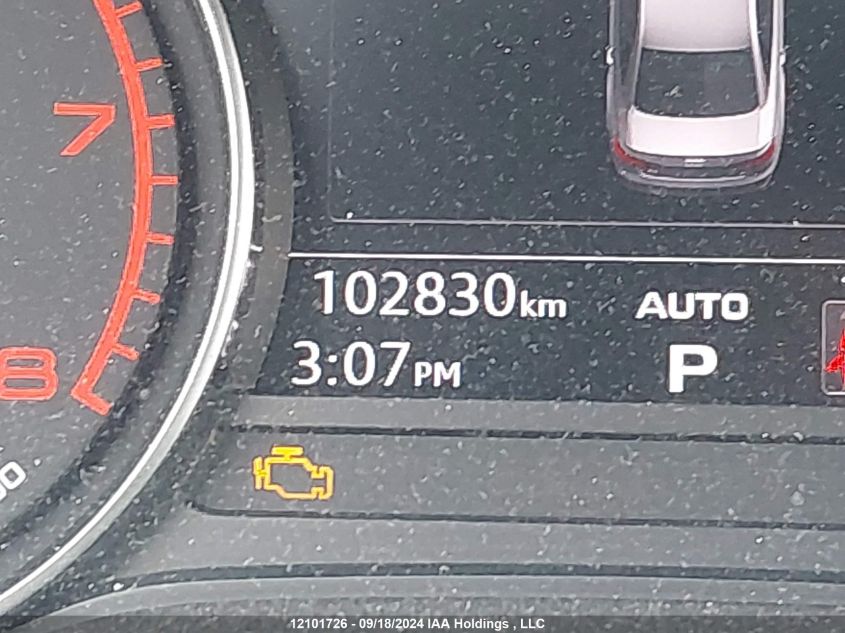 7
102830km AUTO
3:07PM P
8
12101726 - 09/18/2024 IAA Holdings , LLC